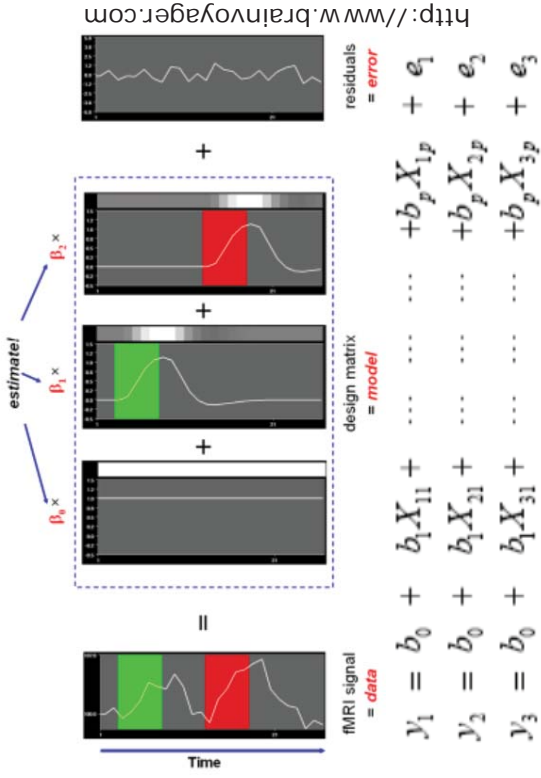 http://www.brainvoyager.com
estimate!
β₀ ×
β₁ ×
β₂ ×
= + + +
Time
fMRI signal
= data
design matrix
= model
residuals
= error
y₁ = b₀ + b₁X₁₁ + ... ... +bₚX₁ₚ + e₁
y₂ = b₀ + b₁X₂₁ + ... ... +bₚX₂ₚ + e₂
y₃ = b₀ + b₁X₃₁ + ... ... +bₚX₃ₚ + e₃